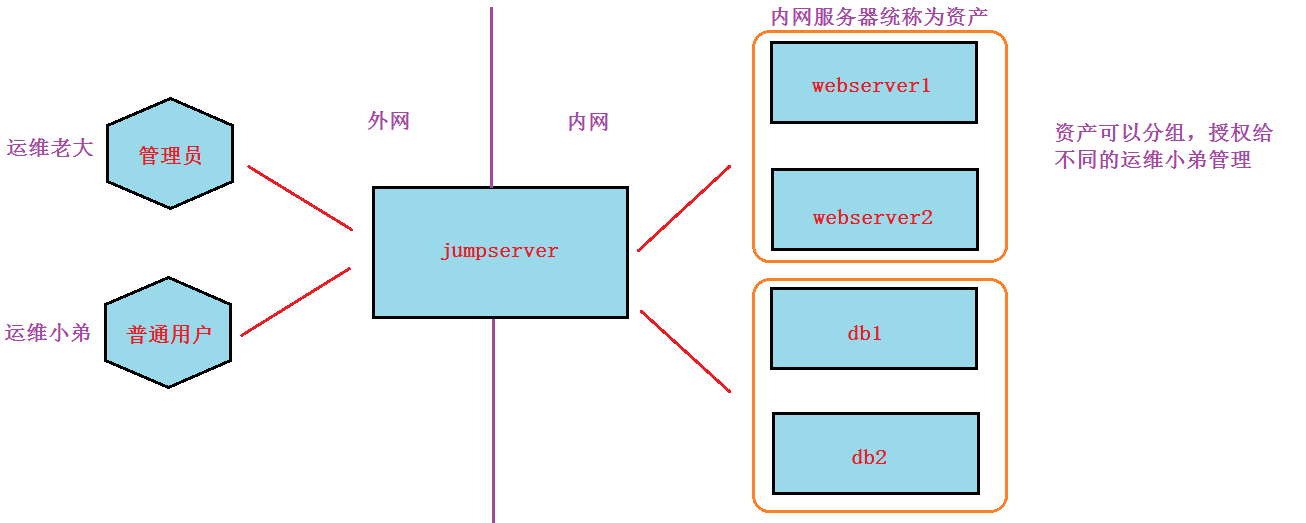 内网服务器统称为资产
webserver1
外网
内网
资产可以分组，授权给
不同的运维小弟管理
运维老大
管理员
webserver2
jumpserver
运维小弟
普通用户
db1
db2